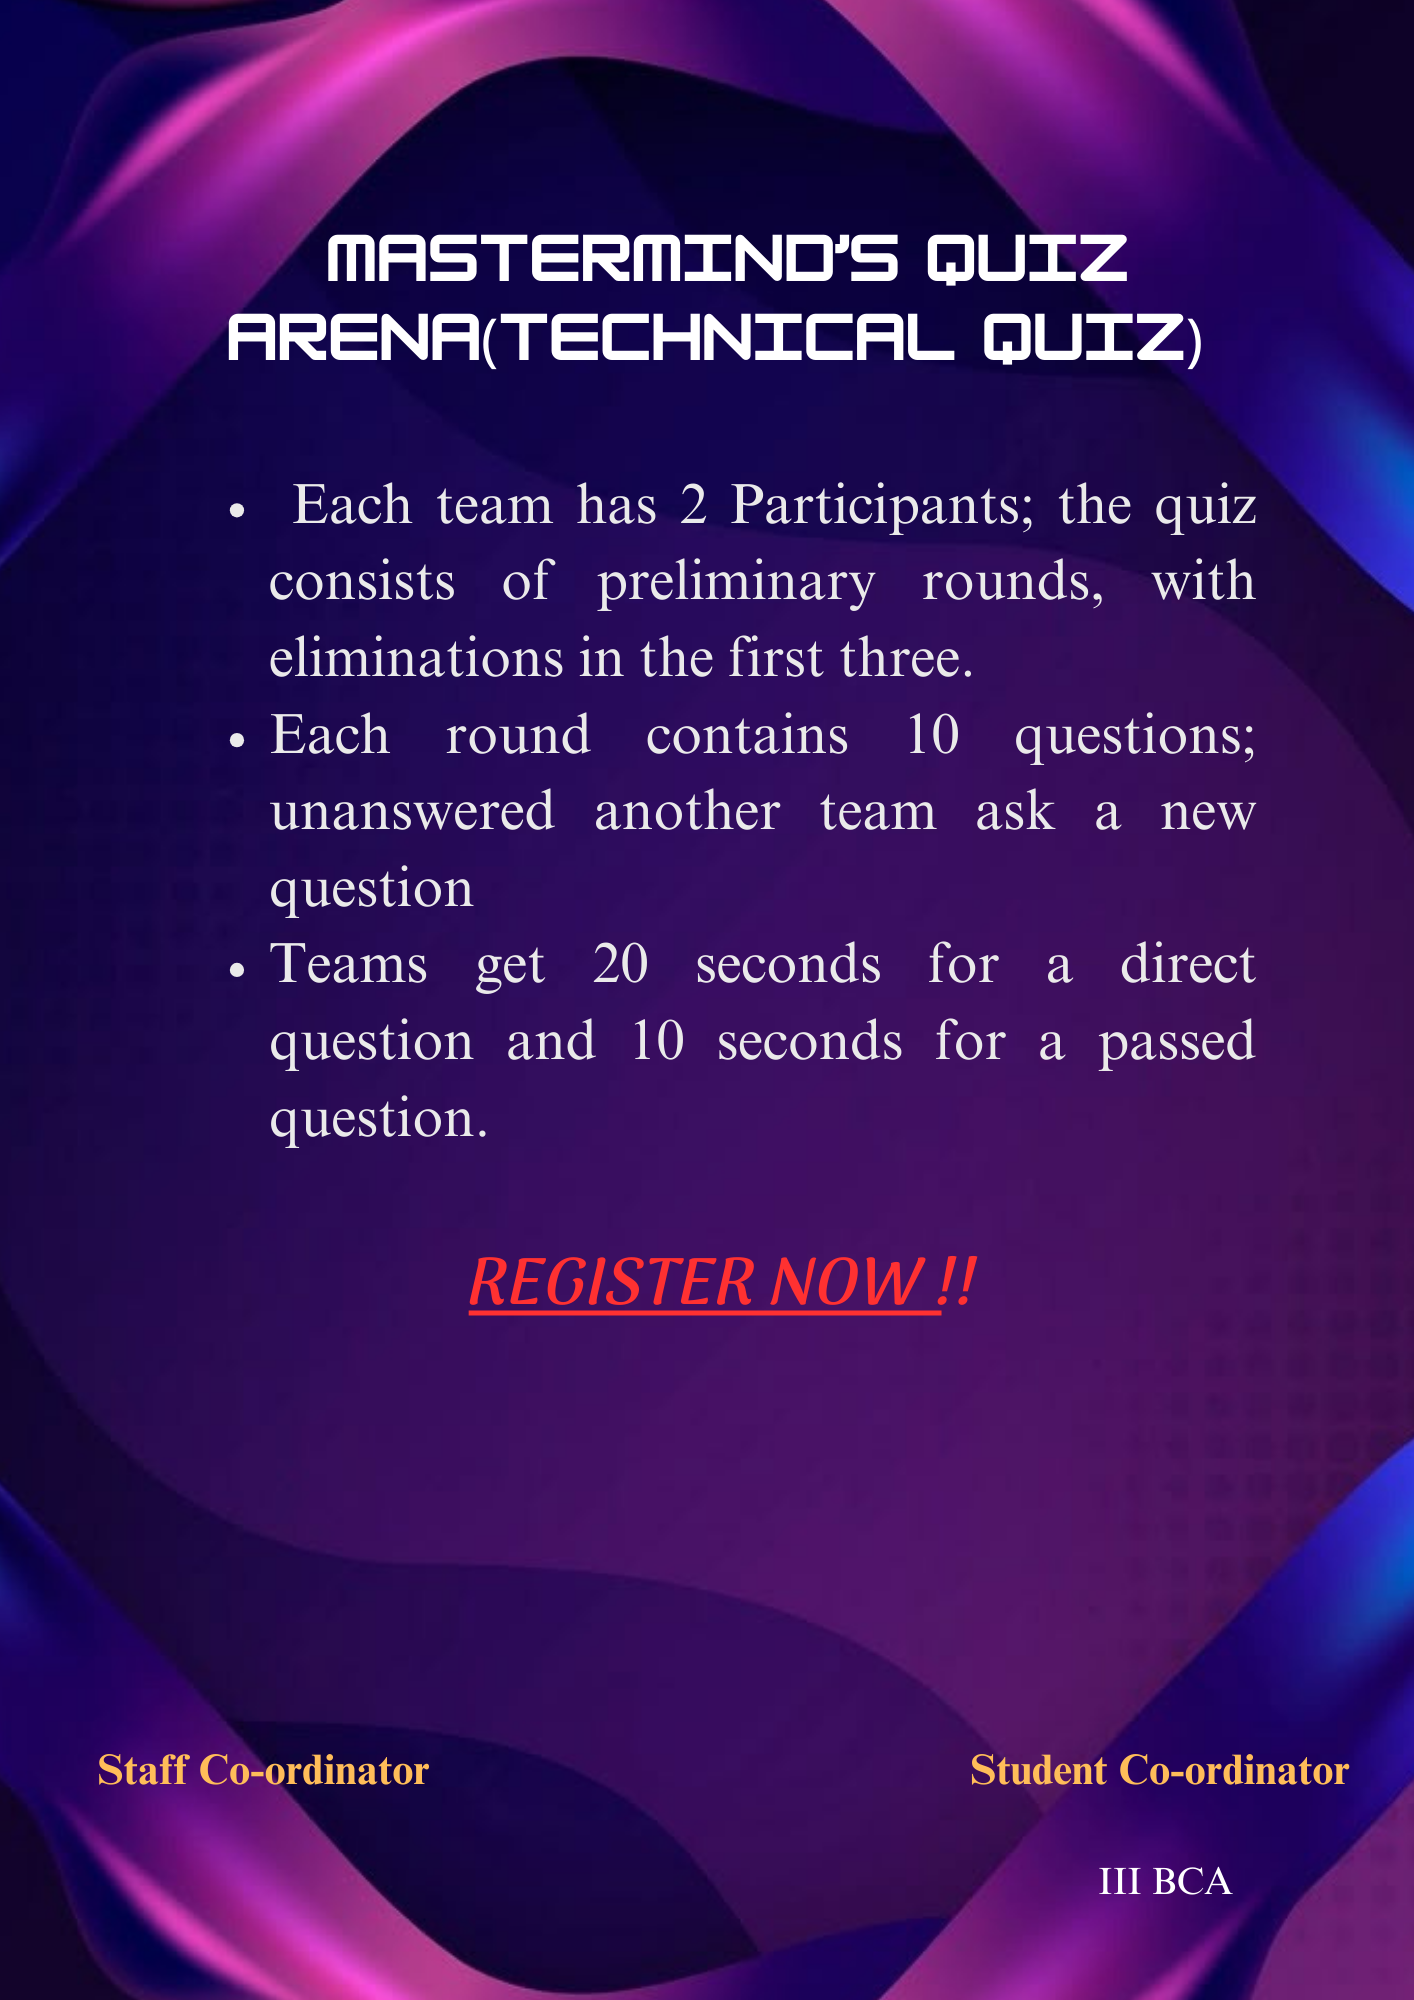 MASTERMIND'S QUIZ
ARENA(TECHNICAL QUIZ)
• Each team has 2 Participants; the quiz
consists of preliminary rounds, with
eliminations in the first three.
• Each round contains 10 questions;
unanswered another team ask a new
question
• Teams get 20 seconds for a direct
question and 10 seconds for a passed
question.
REGISTER NOW !!
Staff Co-ordinator
Student Co-ordinator
III BCA